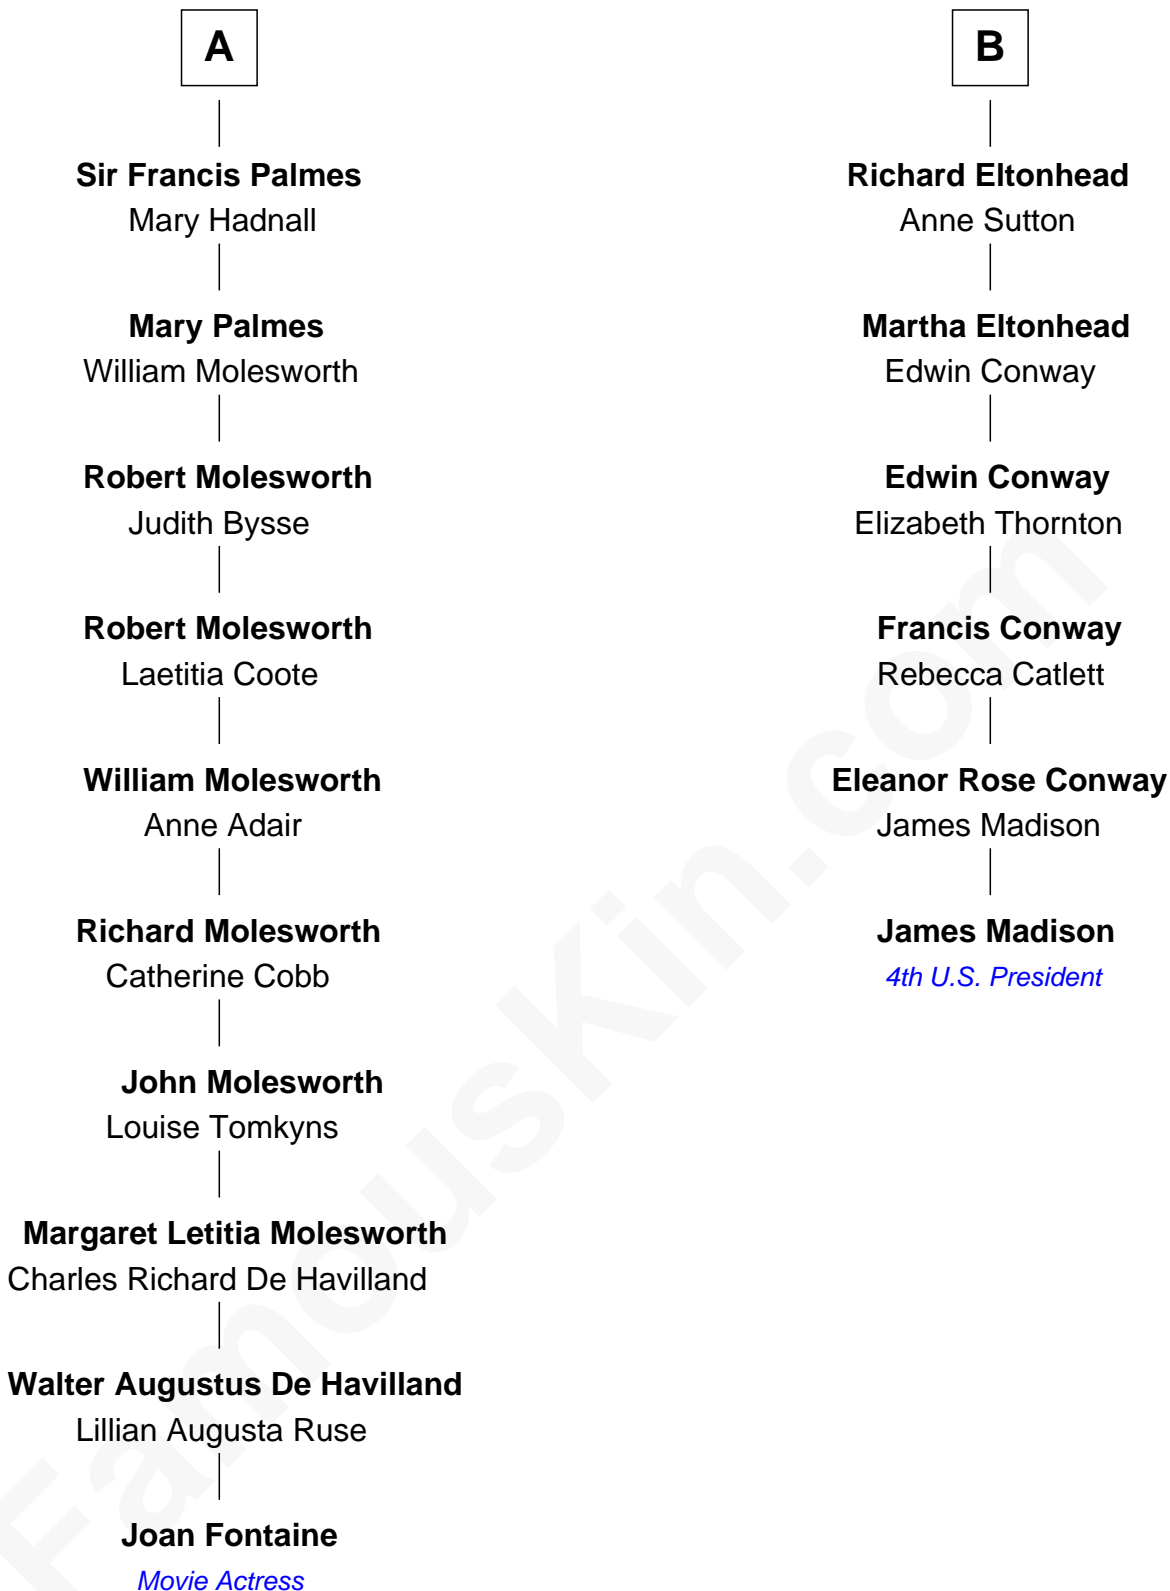 A
Sir Francis Palmes
Mary Hadnall
Mary Palmes
William Molesworth
Robert Molesworth
Judith Bysse
Robert Molesworth
Laetitia Coote
William Molesworth
Anne Adair
Richard Molesworth
Catherine Cobb
John Molesworth
Louise Tomkyns
Margaret Letitia Molesworth
Charles Richard De Havilland
Walter Augustus De Havilland
Lillian Augusta Ruse
Joan Fontaine
Movie Actress
B
Richard Eltonhead
Anne Sutton
Martha Eltonhead
Edwin Conway
Edwin Conway
Elizabeth Thornton
Francis Conway
Rebecca Catlett
Eleanor Rose Conway
James Madison
James Madison
4th U.S. President
FamousKin.com